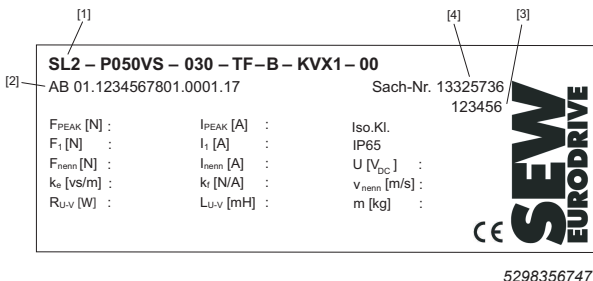 [1] [4] [3]
SL2 – P050VS – 030 – TF–B – KVX1– 00
[2] AB 01.1234567801.0001.17 Sach-Nr. 13325736
123456
FPEAK [N] : IPEAK [A] : Iso.Kl.
F1 [N] : I1 [A] : IP65
Fnenn [N] : Inenn [A] : U [VDC ] :
ke [vs/m] : kf [N/A] : vnenn [m/s] :
RU-V [W] : LU-V [mH] : m [kg] :
CE
SEW
EURODRIVE
5298356747